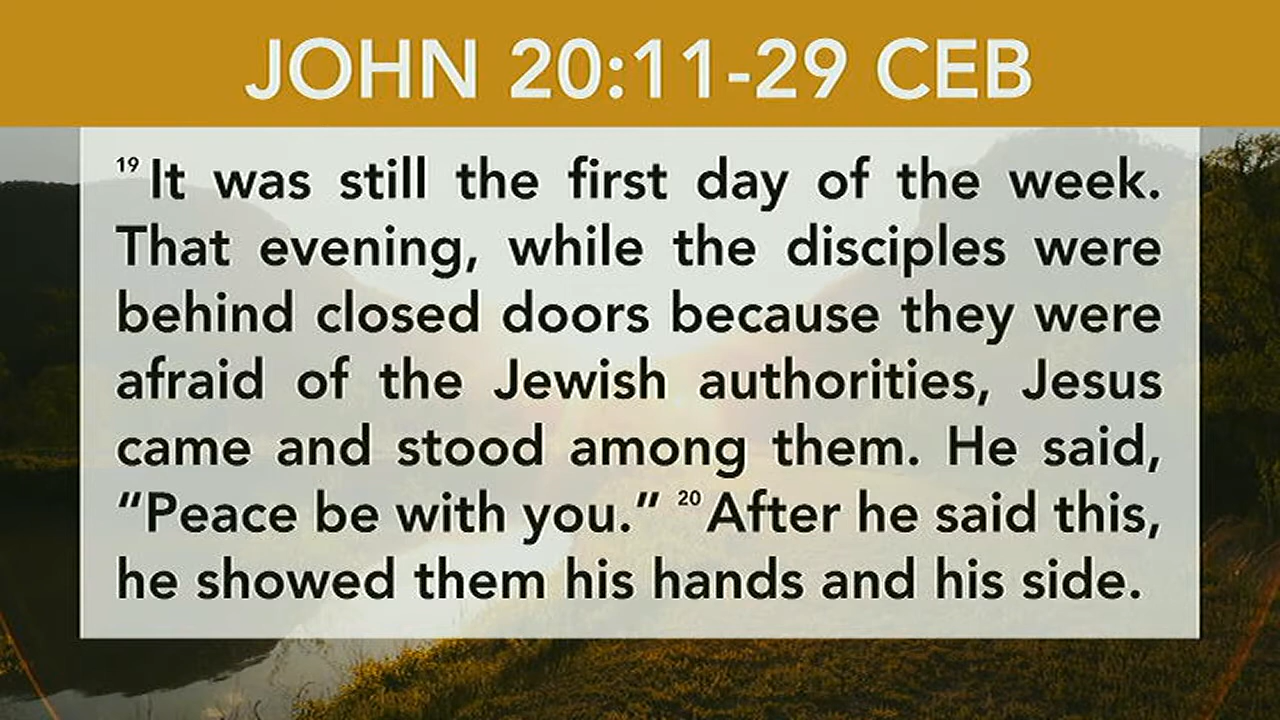 JOHN 20:11-29 CEB
19 It was still the first day of the week.
That evening, while the disciples were
behind closed doors because they were
afraid of the Jewish authorities, Jesus
came and stood among them. He said,
“Peace be with you.” 20 After he said this,
he showed them his hands and his side.